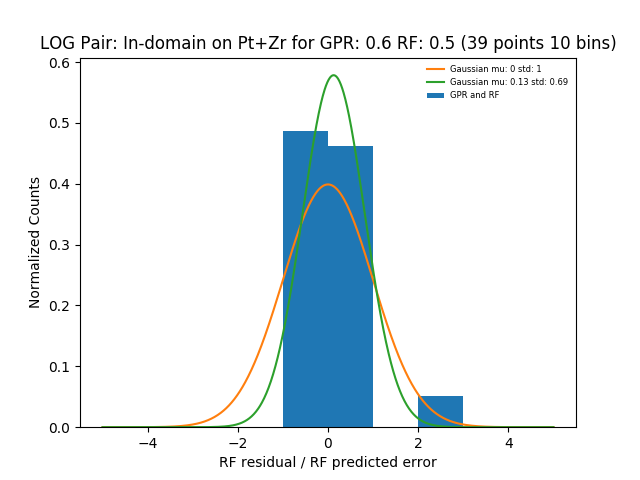 LOG Pair: In-domain on Pt+Zr for GPR: 0.6 RF: 0.5 (39 points 10 bins)
Gaussian mu: 0 std: 1
Gaussian mu: 0.13 std: 0.69
GPR and RF
Normalized Counts
0.6
0.5
0.4
0.3
0.2
0.1
0.0
−4 −2 0 2 4
RF residual / RF predicted error